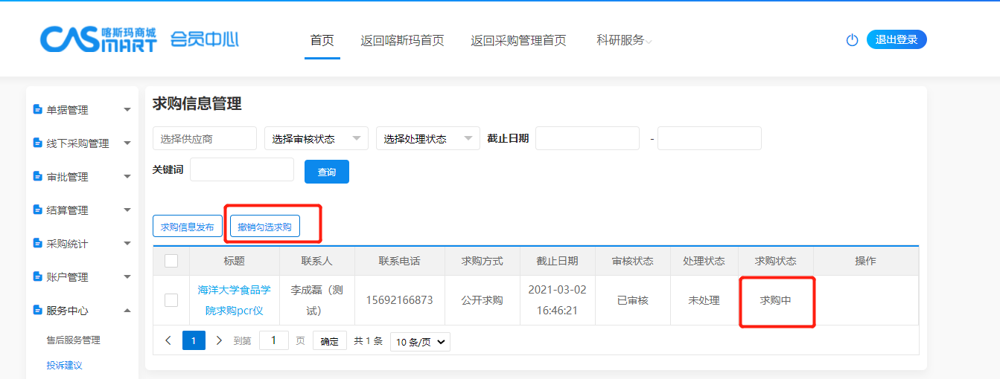 CASMART 喀斯玛商城 会员中心
首页 返回喀斯玛首页 返回采购管理首页 科研服务 退出登录
单据管理
线下采购管理
审批管理
结算管理
采购统计
账户管理
服务中心
售后服务管理
投诉建议
求购信息管理
选择供应商 选择审核状态 选择处理状态 截止日期 -
关键词 查询
求购信息发布 撤销勾选求购
标题 联系人 联系电话 求购方式 截止日期 审核状态 处理状态 求购状态 操作
海洋大学食品学 李成磊（测 15692166873 公开求购 2021-03-02 已审核 未处理 求购中
院求购pcr仪 试） 16:46:21
1 到第 1 页 确定 共 1 条 10 条/页